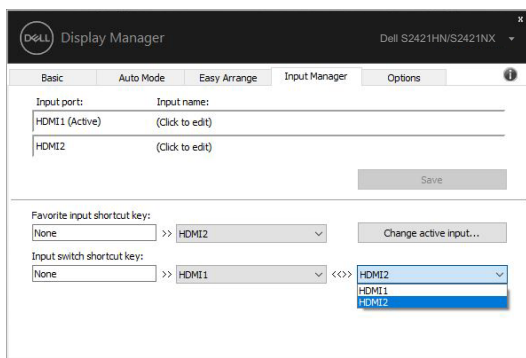 x
DELL Display Manager Dell S2421HN/S2421NX
Basic Auto Mode Easy Arrange Input Manager Options i
Input port: Input name:
HDMI1 (Active) (Click to edit)
HDMI2 (Click to edit)
Save
Favorite input shortcut key:
None >> HDMI2 Change active input...
Input switch shortcut key:
None >> HDMI1 <<>> HDMI2
HDMI1
HDMI2